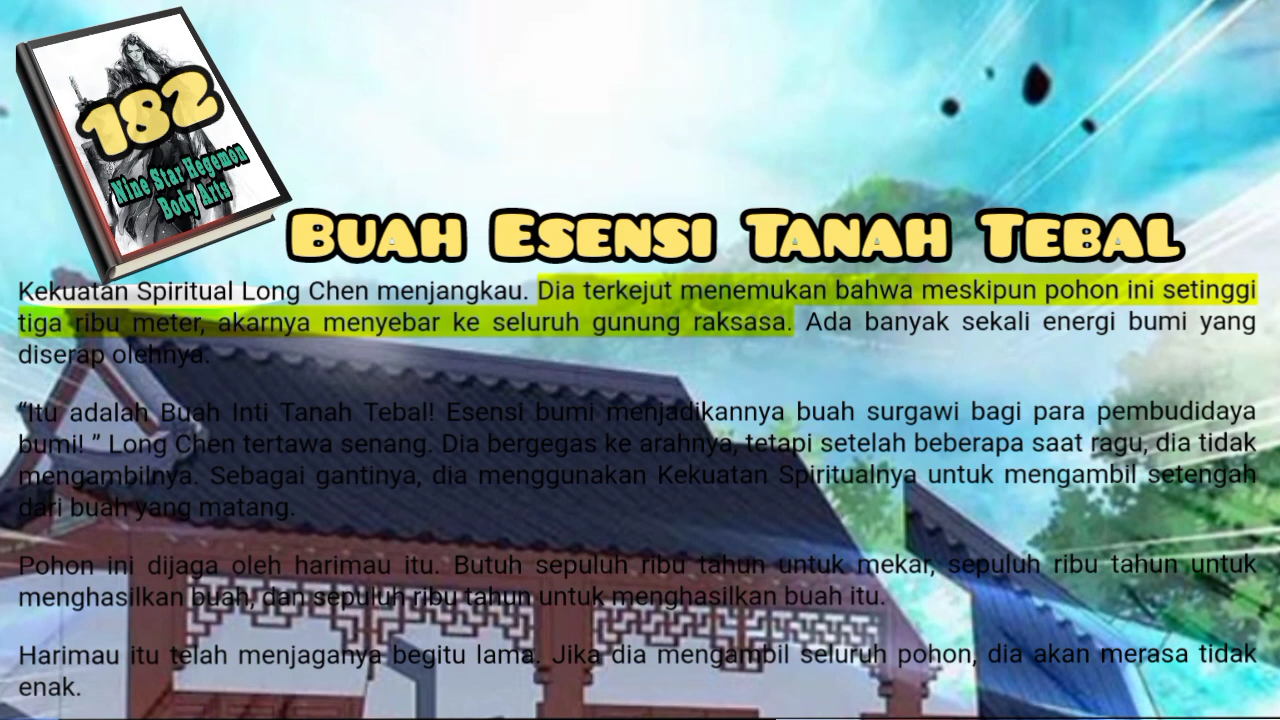 182
Nine Star Hegemon
Body Arts
Buah Esensi Tanah Tebal
Kekuatan Spiritual Long Chen menjangkau. Dia terkejut menemukan bahwa meskipun pohon ini setinggi
tiga ribu meter, akarnya menyebar ke seluruh gunung raksasa. Ada banyak sekali energi bumi yang
diserap olehnya.
“Itu adalah Buah Inti Tanah Tebal! Esensi bumi menjadikannya buah surgawi bagi para pembudidaya
bumi! ” Long Chen tertawa senang. Dia bergegas ke arahnya, tetapi setelah beberapa saat ragu, dia tidak
mengambilnya. Sebagai gantinya, dia menggunakan Kekuatan Spiritualnya untuk mengambil setengah
dari buah yang matang.
Pohon ini dijaga oleh harimau itu. Butuh sepuluh ribu tahun untuk mekar, sepuluh ribu tahun untuk
menghasilkan buah, dan sepuluh ribu tahun untuk menghasilkan buah itu.
Harimau itu telah menjaganya begitu lama. Jika dia mengambil seluruh pohon, dia akan merasa tidak
enak.